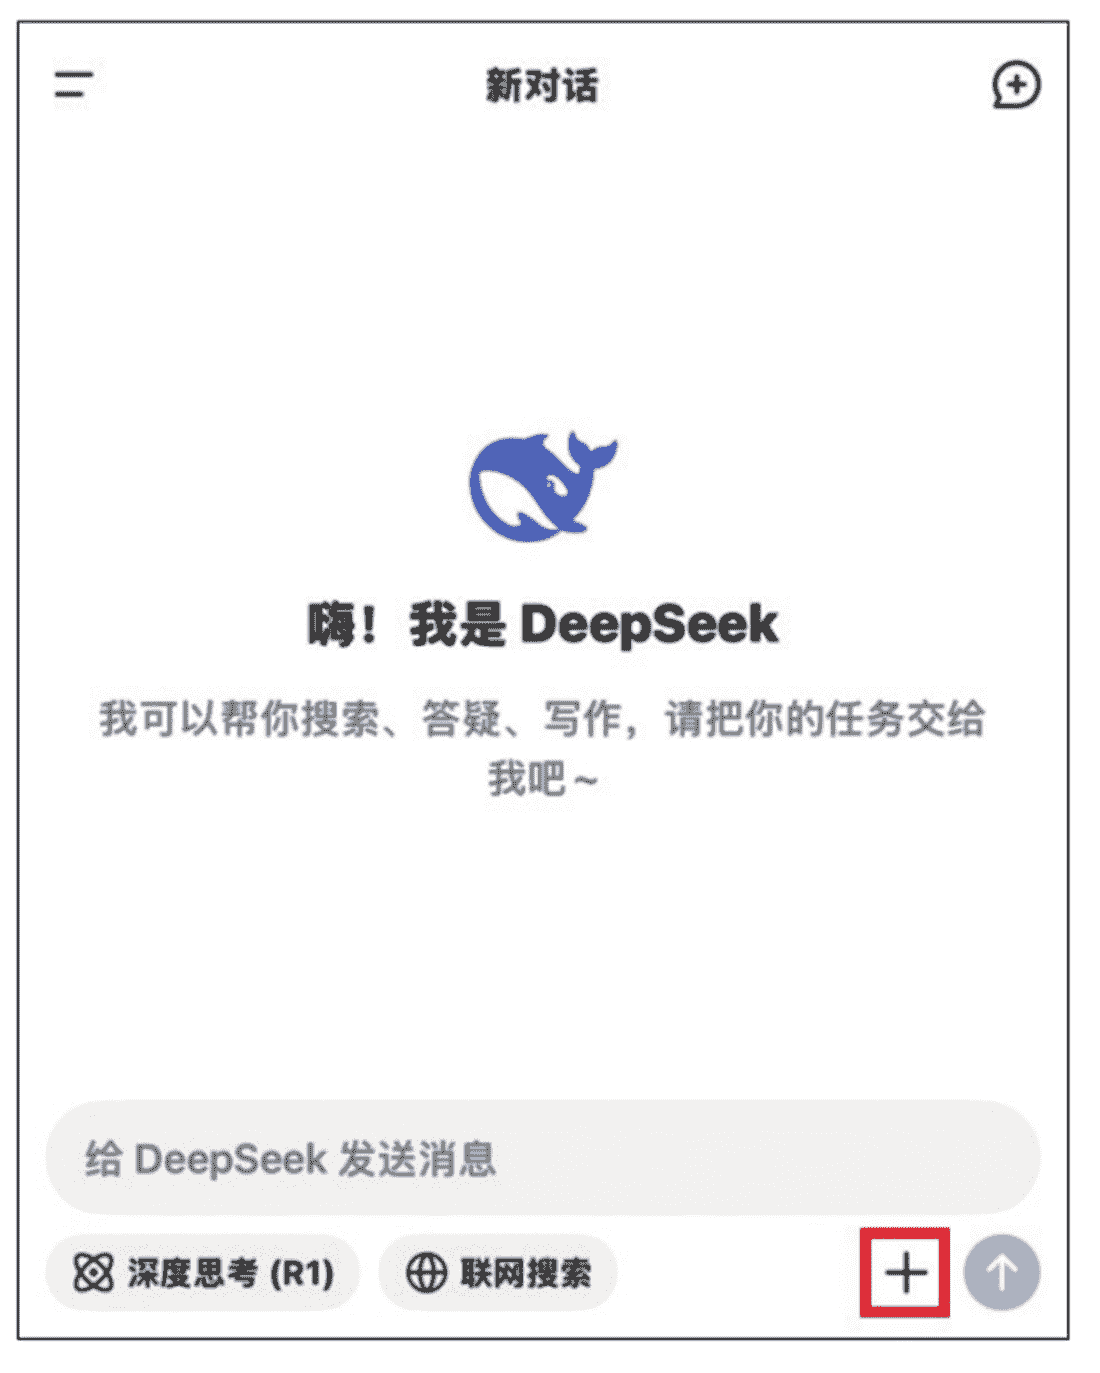 新对话
嗨！我是 DeepSeek
我可以帮你搜索、答疑、写作，请把你的任务交给
我吧～
给 DeepSeek 发送消息
深度思考 (R1)
联网搜索